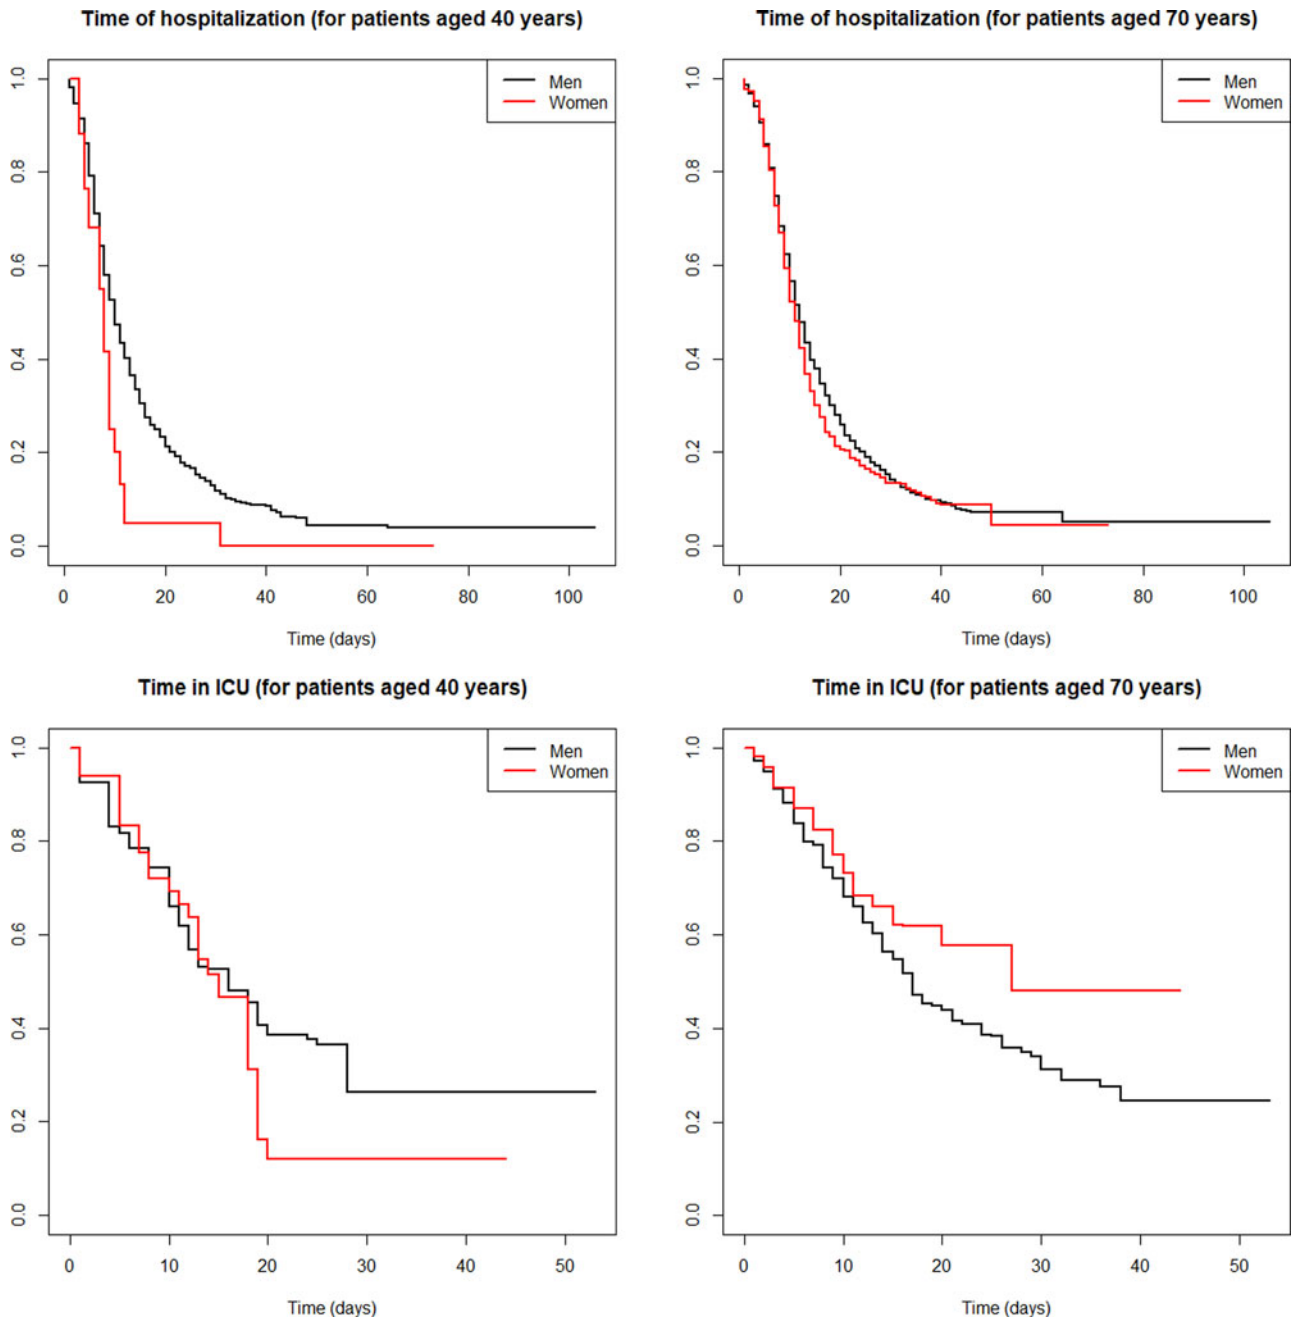 Time of hospitalization (for patients aged 40 years)
Men
Women
1.0
0.8
0.6
0.4
0.2
0.0
0 20 40 60 80 100
Time (days)
Time of hospitalization (for patients aged 70 years)
Men
Women
1.0
0.8
0.6
0.4
0.2
0.0
0 20 40 60 80 100
Time (days)
Time in ICU (for patients aged 40 years)
Men
Women
1.0
0.8
0.6
0.4
0.2
0.0
0 10 20 30 40 50
Time (days)
Time in ICU (for patients aged 70 years)
Men
Women
1.0
0.8
0.6
0.4
0.2
0.0
0 10 20 30 40 50
Time (days)